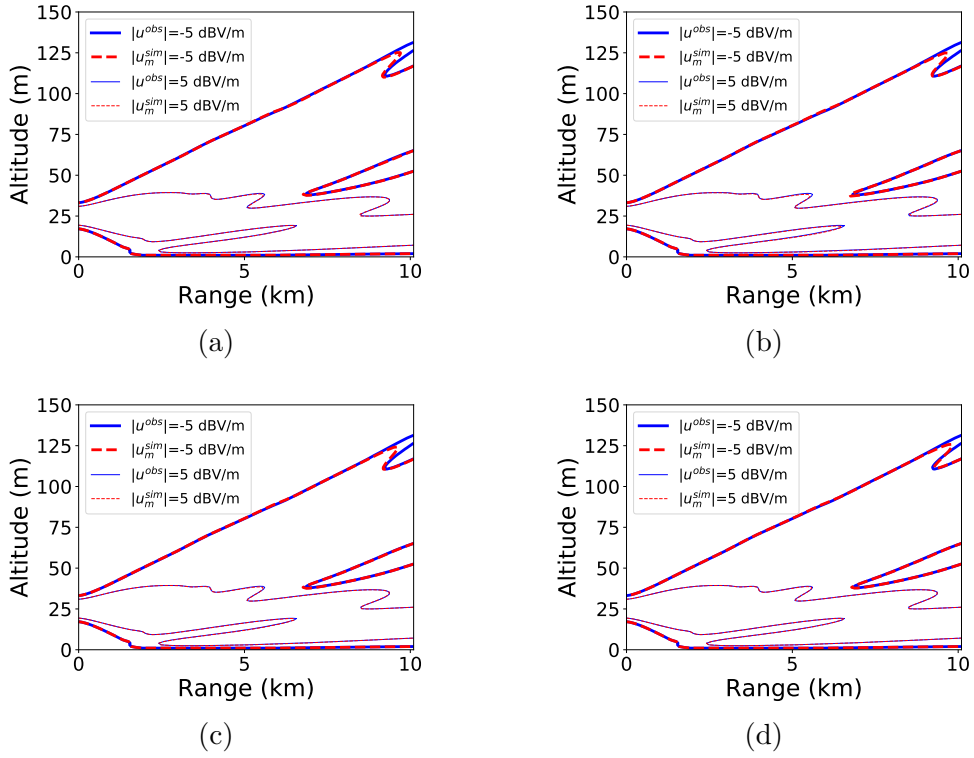 150
125
100
75
50
25
0
Altitude (m)
|u^{obs}|=-5 dBV/m
|u_m^{sim}|=-5 dBV/m
|u^{obs}|=5 dBV/m
|u_m^{sim}|=5 dBV/m
0 5 10
Range (km)
(a)
150
125
100
75
50
25
0
Altitude (m)
|u^{obs}|=-5 dBV/m
|u_m^{sim}|=-5 dBV/m
|u^{obs}|=5 dBV/m
|u_m^{sim}|=5 dBV/m
0 5 10
Range (km)
(b)
150
125
100
75
50
25
0
Altitude (m)
|u^{obs}|=-5 dBV/m
|u_m^{sim}|=-5 dBV/m
|u^{obs}|=5 dBV/m
|u_m^{sim}|=5 dBV/m
0 5 10
Range (km)
(c)
150
125
100
75
50
25
0
Altitude (m)
|u^{obs}|=-5 dBV/m
|u_m^{sim}|=-5 dBV/m
|u^{obs}|=5 dBV/m
|u_m^{sim}|=5 dBV/m
0 5 10
Range (km)
(d)